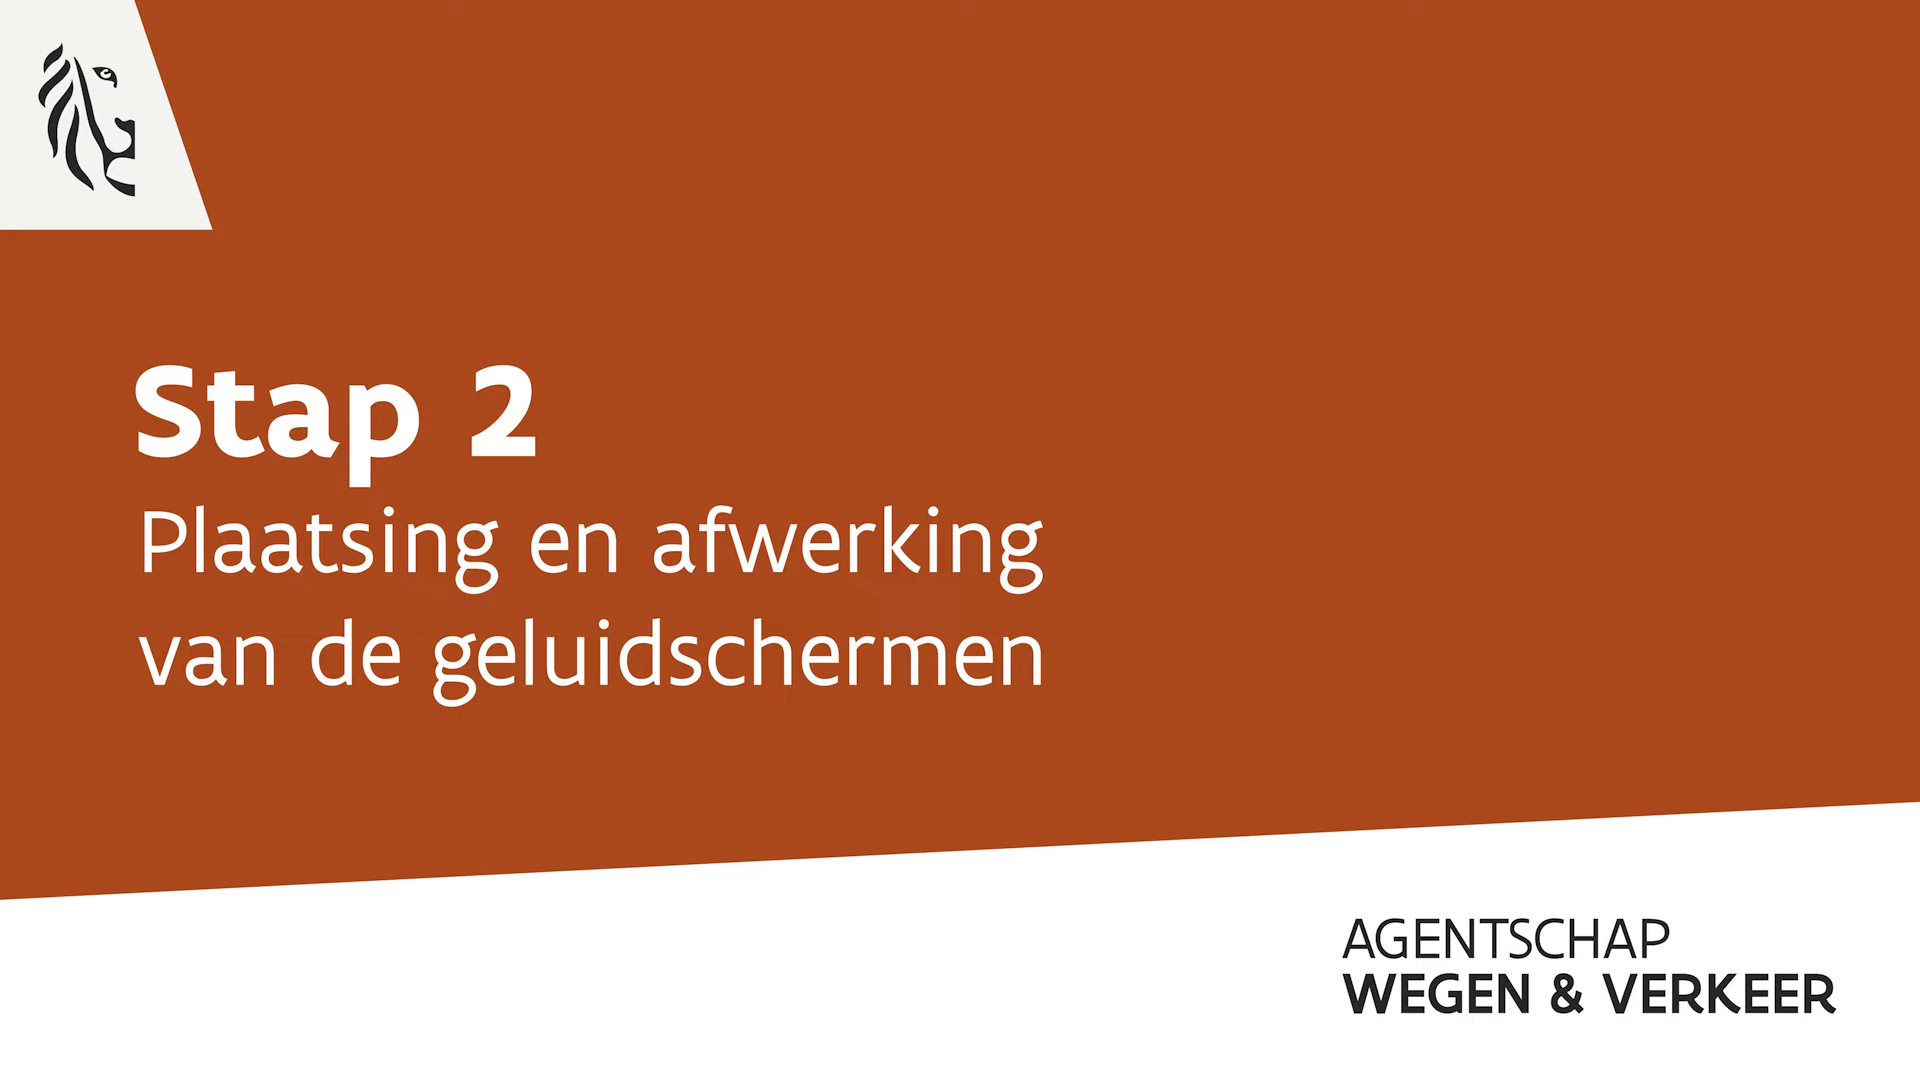 Stap 2
Plaatsing en afwerking
van de geluidschermen
AGENTSCHAP
WEGEN & VERKEER